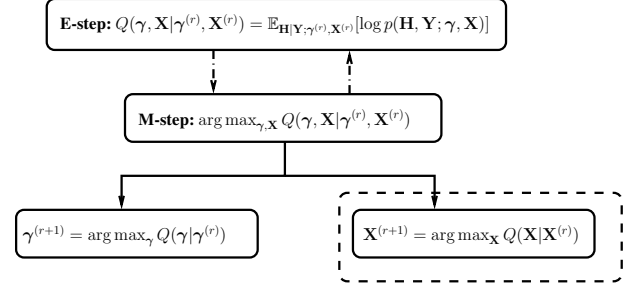 E-step: Q(γ, X|γ^(r), X^(r)) = 𝔼_{H|Y;γ^(r),X^(r)}[log p(H, Y; γ, X)]
M-step: arg max_{γ,X} Q(γ, X|γ^(r), X^(r))
γ^(r+1) = arg max_γ Q(γ|γ^(r))
X^(r+1) = arg max_X Q(X|X^(r))